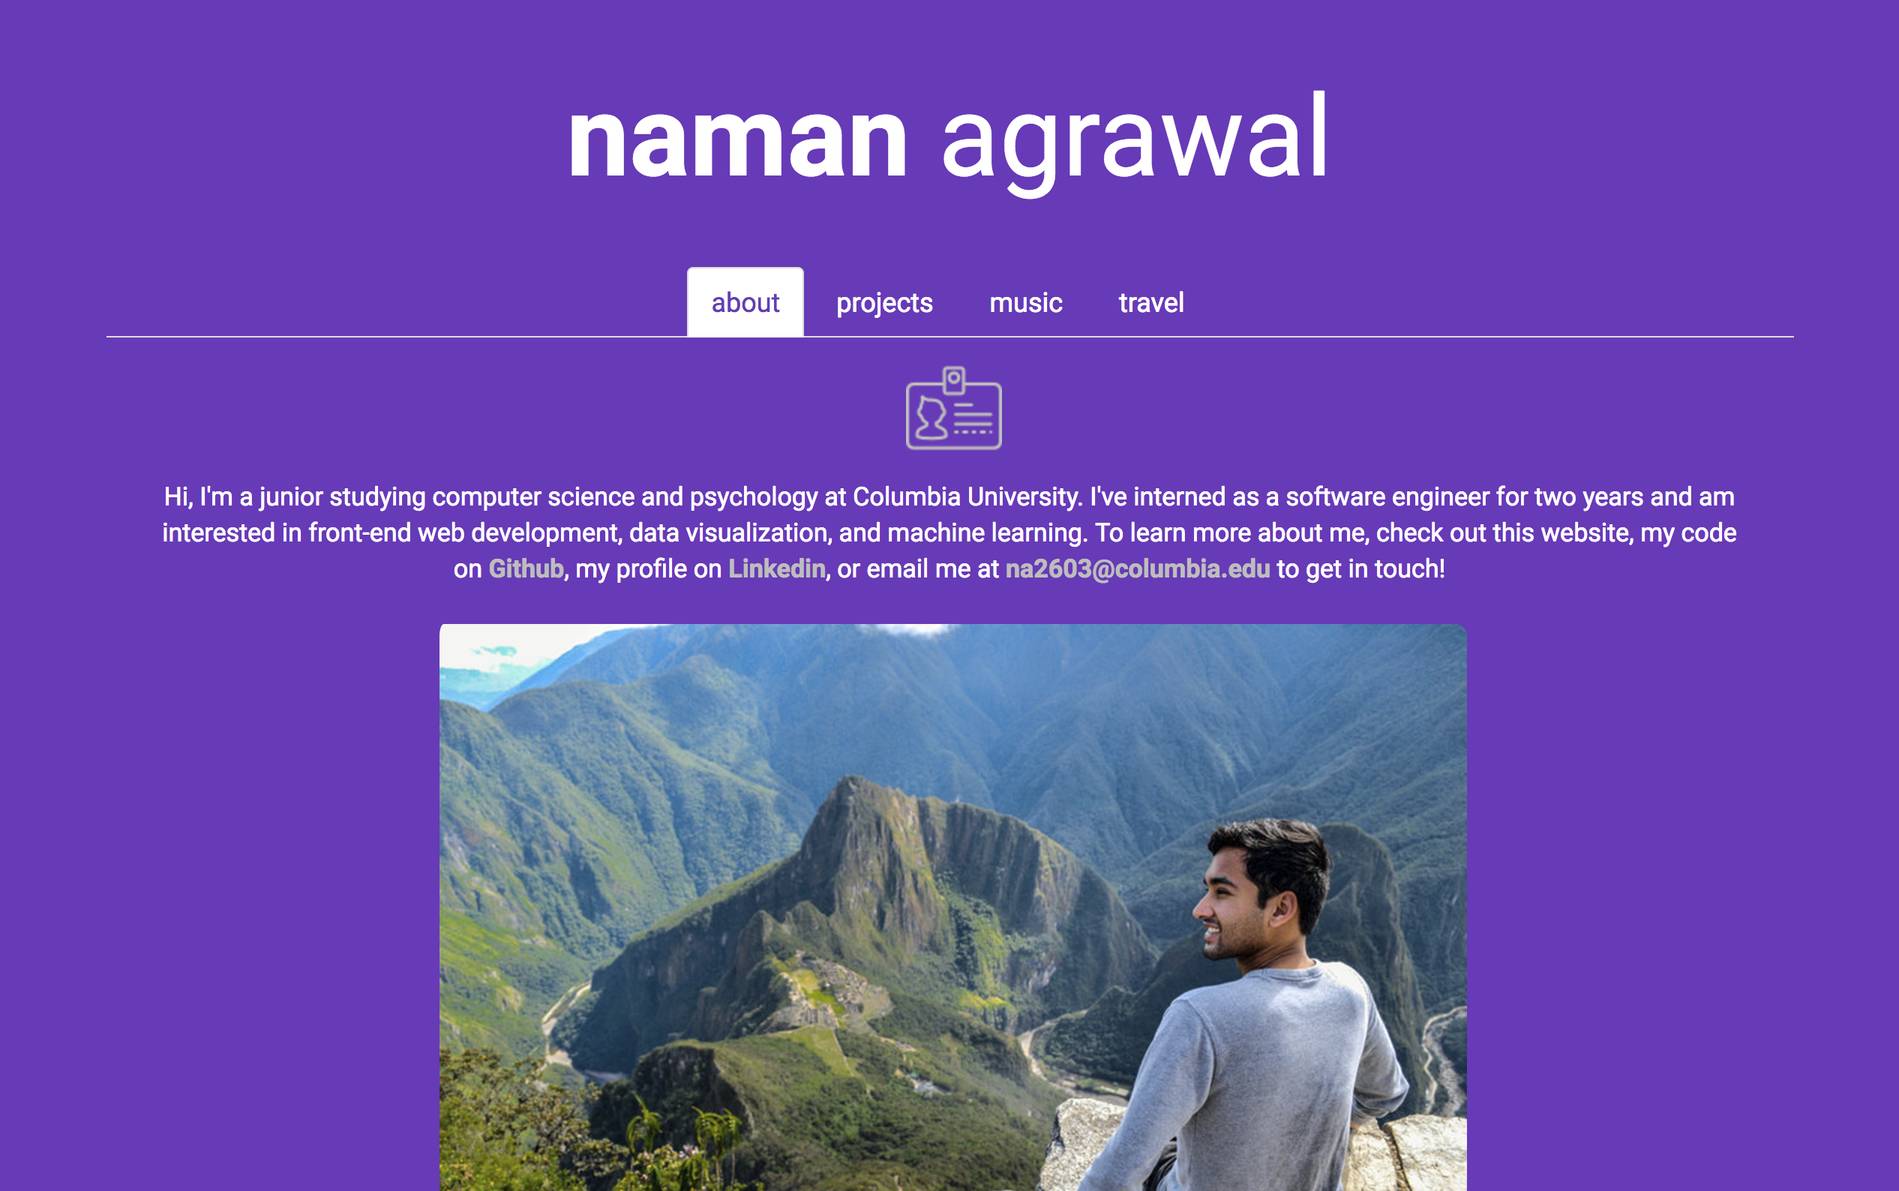 naman agrawal
about projects music travel
Hi, I'm a junior studying computer science and psychology at Columbia University. I've interned as a software engineer for two years and am
interested in front-end web development, data visualization, and machine learning. To learn more about me, check out this website, my code
on Github, my profile on Linkedin, or email me at na2603@columbia.edu to get in touch!